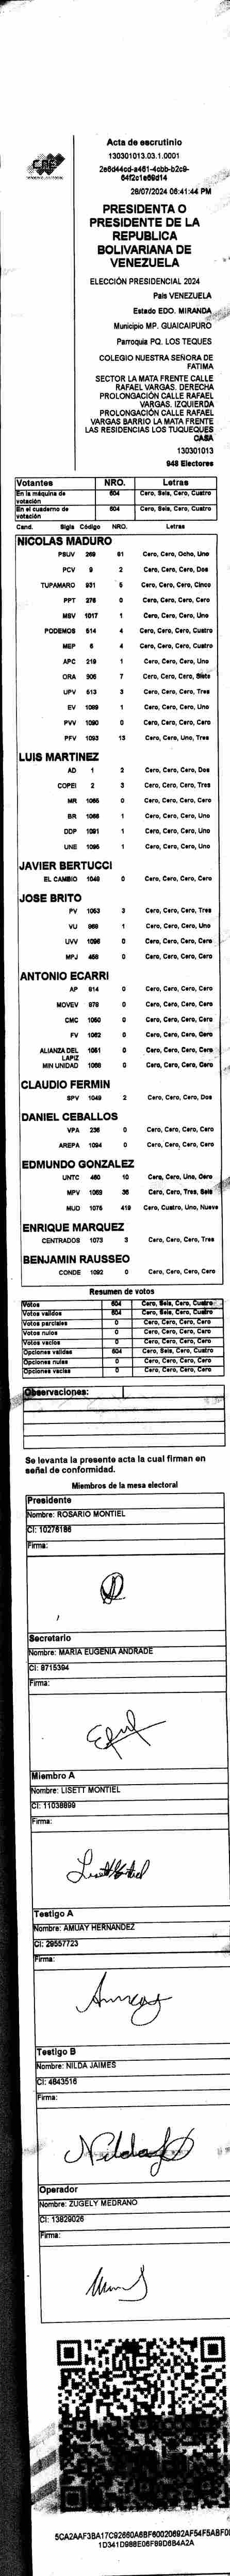 CNE
Acta de escrutinio
130301013.03.1.0001
64f2c1e69d14
28/07/2024 06:41:44 PM
PRESIDENTA O
PRESIDENTE DE LA
REPUBLICA
BOLIVARIANA DE
VENEZUELA
ELECCIÓN PRESIDENCIAL 2024
País VENEZUELA
Estado EDO. MIRANDA
Municipio MP. GUAICAIPURO
Parroquia PQ. LOS TEQUES
COLEGIO NUESTRA SEÑORA DE
FATIMA
SECTOR LA MATA FRENTE CALLE
RAFAEL VARGAS. DERECHA
PROLONGACIÓN CALLE RAFAEL
VARGAS. IZQUIERDA
PROLONGACIÓN CALLE RAFAEL
VARGAS BARRIO LA MATA FRENTE
LAS RESIDENCIAS LOS TUQUEQUES
CASA
130301013
948 Electores
Votantes NRO. Letras
En la máquina de votación 604 Cero, Seis, Cero, Cuatro
En el cuaderno de votación 604 Cero, Seis, Cero, Cuatro
Cand. Sigla Código NRO. Letras
NICOLAS MADURO
PSUV 269 81 Cero, Cero, Ocho, Uno
PCV 9 2 Cero, Cero, Cero, Dos
TUPAMARO 931 5 Cero, Cero, Cero, Cinco
PPT 276 0 Cero, Cero, Cero, Cero
MSV 1017 1 Cero, Cero, Cero, Uno
PODEMOS 514 4 Cero, Cero, Cero, Cuatro
MEP 6 4 Cero, Cero, Cero, Cuatro
APC 219 1 Cero, Cero, Cero, Uno
ORA 906 7 Cero, Cero, Cero, Siete
UPV 513 3 Cero, Cero, Cero, Tres
EV 1089 1 Cero, Cero, Cero, Uno
PVV 1090 0 Cero, Cero, Cero, Cero
PFV 1093 13 Cero, Cero, Uno, Tres
LUIS MARTINEZ
AD 1 2 Cero, Cero, Cero, Dos
COPEI 2 3 Cero, Cero, Cero, Tres
MR 1065 0 Cero, Cero, Cero, Cero
BR 1066 1 Cero, Cero, Cero, Uno
DDP 1091 1 Cero, Cero, Cero, Uno
UNE 1095 1 Cero, Cero, Cero, Uno
JAVIER BERTUCCI
EL CAMBIO 1048 0 Cero, Cero, Cero, Cero
JOSE BRITO
PV 1053 3 Cero, Cero, Cero, Tres
VU 969 1 Cero, Cero, Cero, Uno
UVV 1096 0 Cero, Cero, Cero, Cero
MPJ 455 0 Cero, Cero, Cero, Cero
ANTONIO ECARRI
AP 914 0 Cero, Cero, Cero, Cero
MOVEV 979 0 Cero, Cero, Cero, Cero
CMC 1050 0 Cero, Cero, Cero, Cero
FV 1062 0 Cero, Cero, Cero, Cero
ALIANZA DEL LAPIZ 1061 0 Cero, Cero, Cero, Cero
MIN UNIDAD 1068 0 Cero, Cero, Cero, Cero
CLAUDIO FERMIN
SPV 1049 2 Cero, Cero, Cero, Dos
DANIEL CEBALLOS
VPA 236 0 Cero, Cero, Cero, Cero
AREPA 1094 0 Cero, Cero, Cero, Cero
EDMUNDO GONZALEZ
UNTC 460 10 Cero, Cero, Uno, Cero
MPV 1069 36 Cero, Cero, Tres, Seis
MUD 1075 419 Cero, Cuatro, Uno, Nueve
ENRIQUE MARQUEZ
CENTRADOS 1073 3 Cero, Cero, Cero, Tres
BENJAMIN RAUSSEO
CONDE 1092 0 Cero, Cero, Cero, Cero
Resumen de votos
Votos 604 Cero, Seis, Cero, Cuatro
Votos validos 604 Cero, Seis, Cero, Cuatro
Votos parciales 0 Cero, Cero, Cero, Cero
Votos nulos 0 Cero, Cero, Cero, Cero
Votos vacios 0 Cero, Cero, Cero, Cero
Opciones validas 604 Cero, Seis, Cero, Cuatro
Opciones nulas 0 Cero, Cero, Cero, Cero
Opciones vacias 0 Cero, Cero, Cero, Cero
Observaciones:
Se levanta la presente acta la cual firman en
señal de conformidad.
Miembros de la mesa electoral
Presidente
Nombre: ROSARIO MONTIEL
CI: 10276186
Firma:
Secretario
Nombre: MARIA EUGENIA ANDRADE
CI: 8715394
Firma:
Miembro A
Nombre: LISETT MONTIEL
CI: 11038899
Firma:
Lisett Montiel
Testigo A
Nombre: AMUAY HERNANDEZ
CI: 29557723
Firma:
Amuay
Testigo B
Nombre: NILDA JAIMES
CI: 4843516
Firma:
Nilda
Operador
Nombre: ZUGELY MEDRANO
CI: 13829026
Firma:
5CA2AAF3BA17C92660A6BF60020692AF54F5ABF0
1D341D988E06F89D6B4A2A